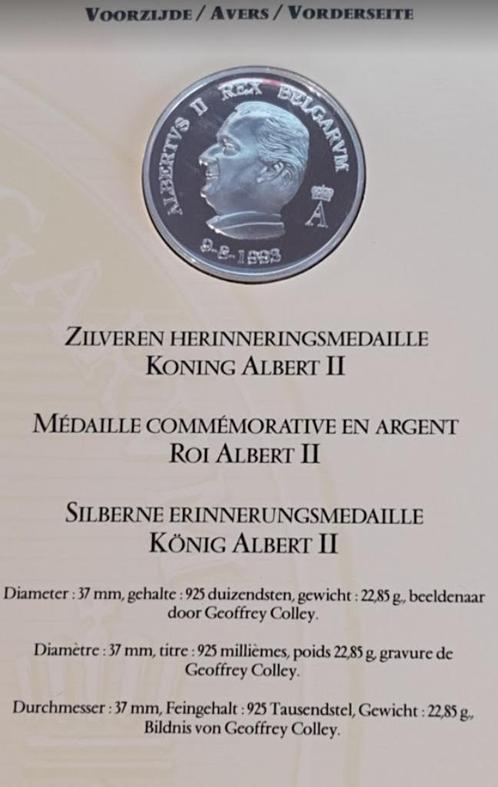 VOORZIJDE / AVERS / VORDERSEITE
ALBERTVS II REX BELGARVM
A
9-8-1993
ZILVEREN HERINNERINGSMEDAILLE
KONING ALBERT II
MÉDAILLE COMMÉMORATIVE EN ARGENT
ROI ALBERT II
SILBERNE ERINNERUNGSMEDAILLE
KÖNIG ALBERT II
Diameter : 37 mm, gehalte : 925 duizendsten, gewicht : 22,85 g., beeldenaar
door Geoffrey Colley.
Diamètre : 37 mm, titre : 925 millièmes, poids 22,85 g, gravure de
Geoffrey Colley.
Durchmesser : 37 mm, Feingehalt : 925 Tausendstel, Gewicht : 22,85 g.,
Bildnis von Geoffrey Colley.